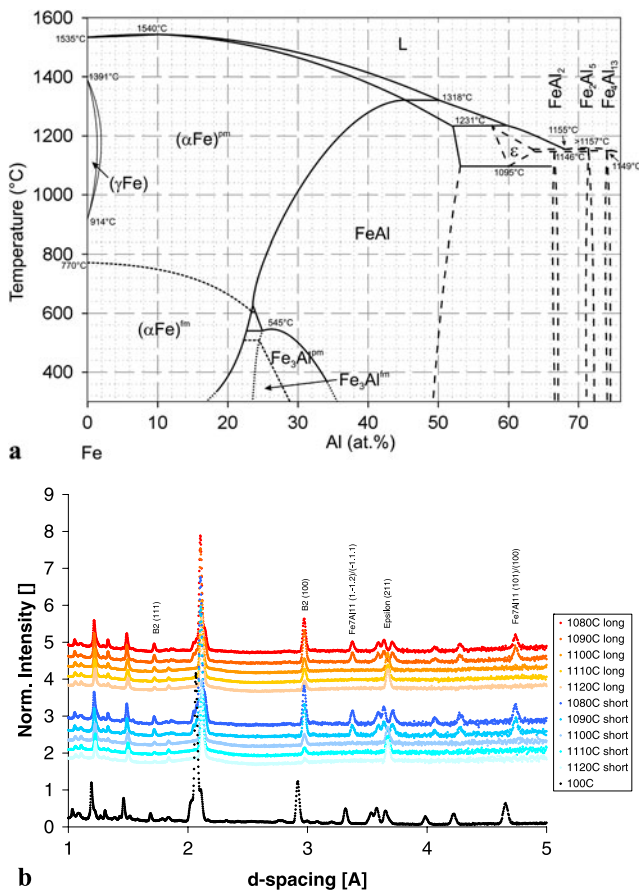 1600
1400
1200
1000
800
600
400
Temperature (°C)
1540°C
1535°C
L
1391°C
1318°C
FeAl2
Fe2Al5
Fe4Al13
(αFe)pm
1231°C
1155°C
>1157°C
ε
1146°C
1149°C
(γFe)
1095°C
914°C
FeAl
770°C
(αFe)fm
545°C
Fe3Alpm
Fe3Alfm
0 10 20 30 40 50 60 70
a
Fe
Al (at.%)
9
8
7
6
5
4
3
2
1
0
Norm. Intensity []
B2 (111)
B2 (100)
Fe7Al11 (1.-1.2)/(-1.1.1)
Epsilon (211)
Fe7Al11 (101)/(100)
1080C long
1090C long
1100C long
1110C long
1120C long
1080C short
1090C short
1100C short
1110C short
1120C short
100C
1 2 3 4 5
b
d-spacing [A]